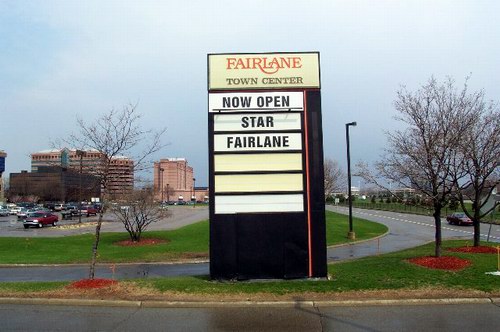 FAIRLANE
TOWN CENTER
NOW OPEN
STAR
FAIRLANE